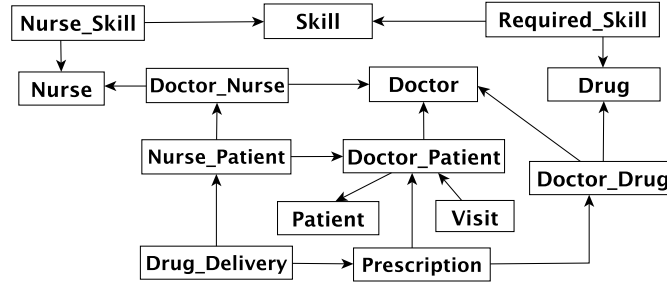 Nurse_Skill
Skill
Required_Skill
Nurse
Doctor_Nurse
Doctor
Drug
Nurse_Patient
Doctor_Patient
Doctor_Drug
Patient
Visit
Drug_Delivery
Prescription